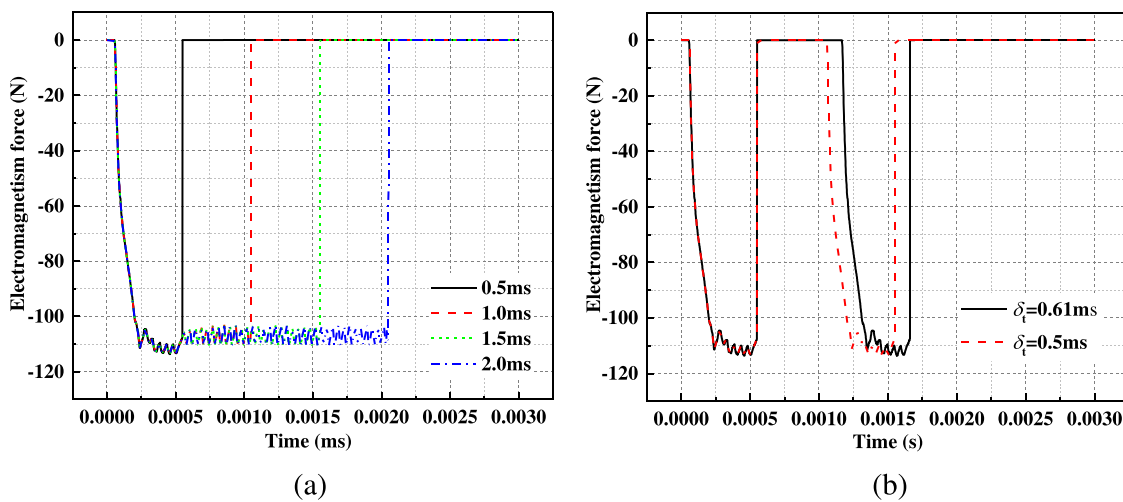 0
-20
-40
-60
-80
-100
-120
Electromagnetism force (N)
0.5ms
1.0ms
1.5ms
2.0ms
0.0000 0.0005 0.0010 0.0015 0.0020 0.0025 0.0030
Time (ms)
(a)
0
-20
-40
-60
-80
-100
-120
Electromagnetism force (N)
δt=0.61ms
δt=0.5ms
0.0000 0.0005 0.0010 0.0015 0.0020 0.0025 0.0030
Time (s)
(b)